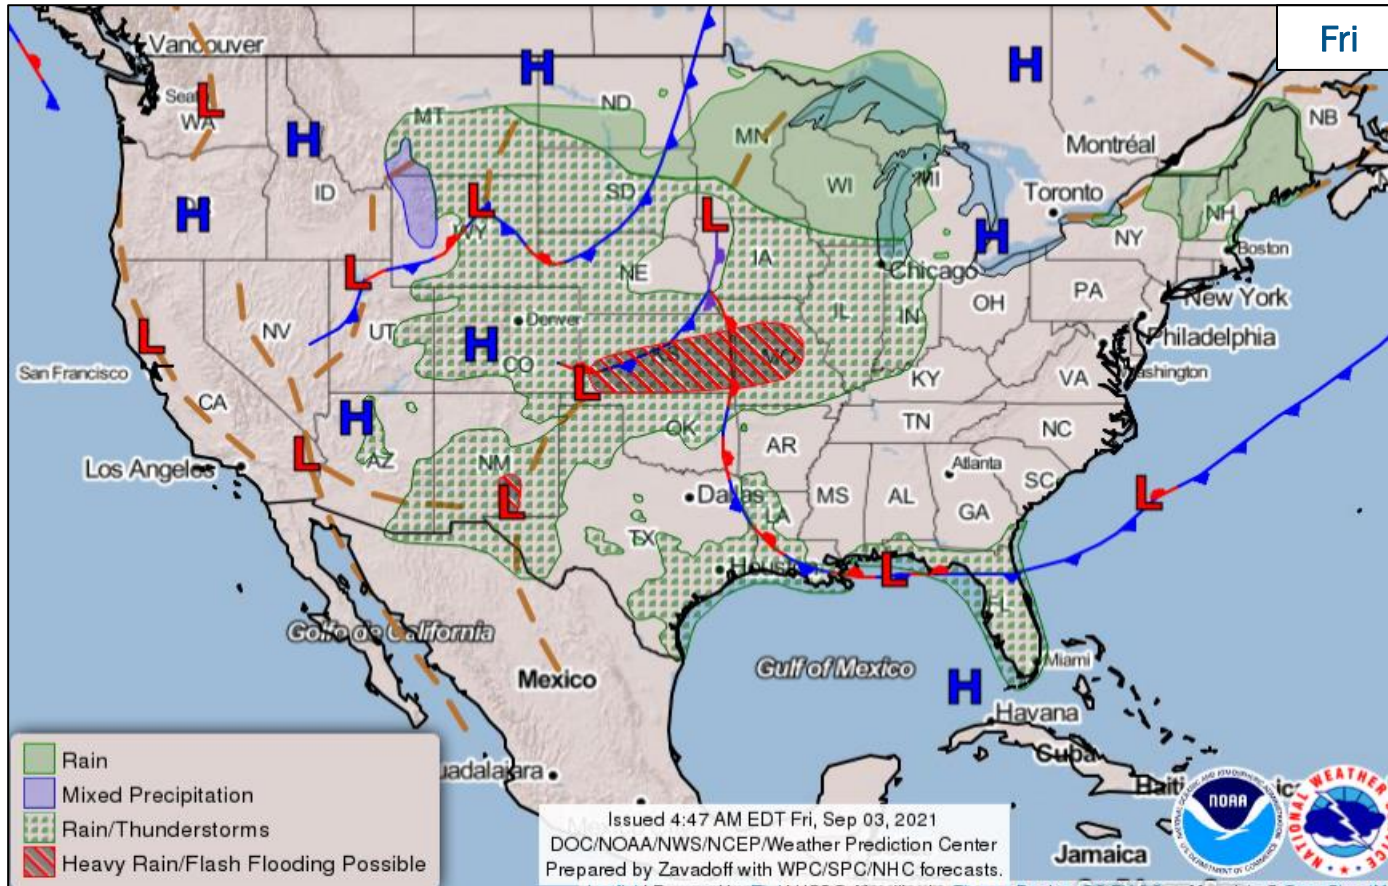 Fri
Vancouver
H
H
ND
NB
Sea
L
WA
MT
MN
Montréal
H
ID
SD
WI
MI
Toronto
H
L
WY
L
NH
NY
H
Boston
L
NE
IA
Chicago
PA
New York
NV
UT
Denver
IL
IN
OH
Philadelphia
L
H
CO
KS
MO
San Francisco
KY
VA
ashington
CA
L
H
OK
TN
NC
AR
Los Angeles
L
AZ
NM
Atlanta
SC
Dallas
MS
AL
GA
L
L
LA
TX
Houston
L
FL
Golfo de California
Miami
Gulf of Mexico
Mexico
H
Havana
Cuba
Rain
Mixed Precipitation
Rain/Thunderstorms
Heavy Rain/Flash Flooding Possible
uadalajara
Haiti
NOAA
NATIONAL WEATHER
Jamaica
Issued 4:47 AM EDT Fri, Sep 03, 2021
DOC/NOAA/NWS/NCEP/Weather Prediction Center
Prepared by Zavadoff with WPC/SPC/NHC forecasts.